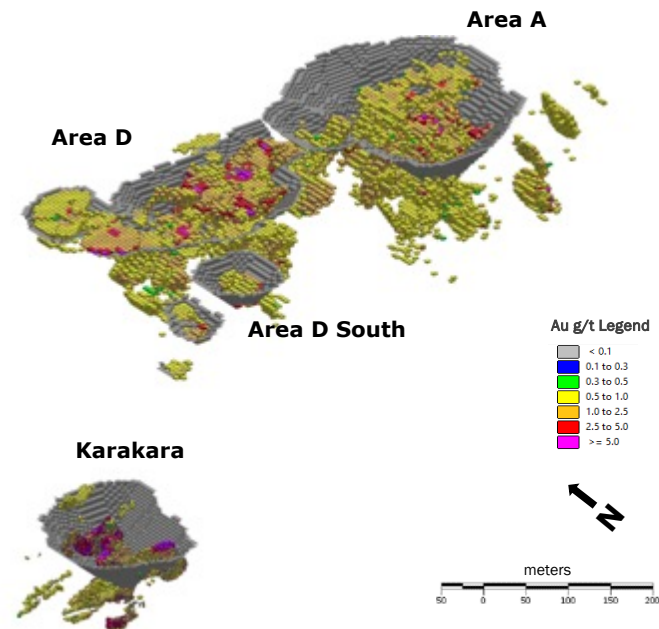 Area A
Area D
Area D South
Au g/t Legend
< 0.1
0.1 to 0.3
0.3 to 0.5
0.5 to 1.0
1.0 to 2.5
2.5 to 5.0
>= 5.0
Karakara
N
meters
50 0 50 100 150 200